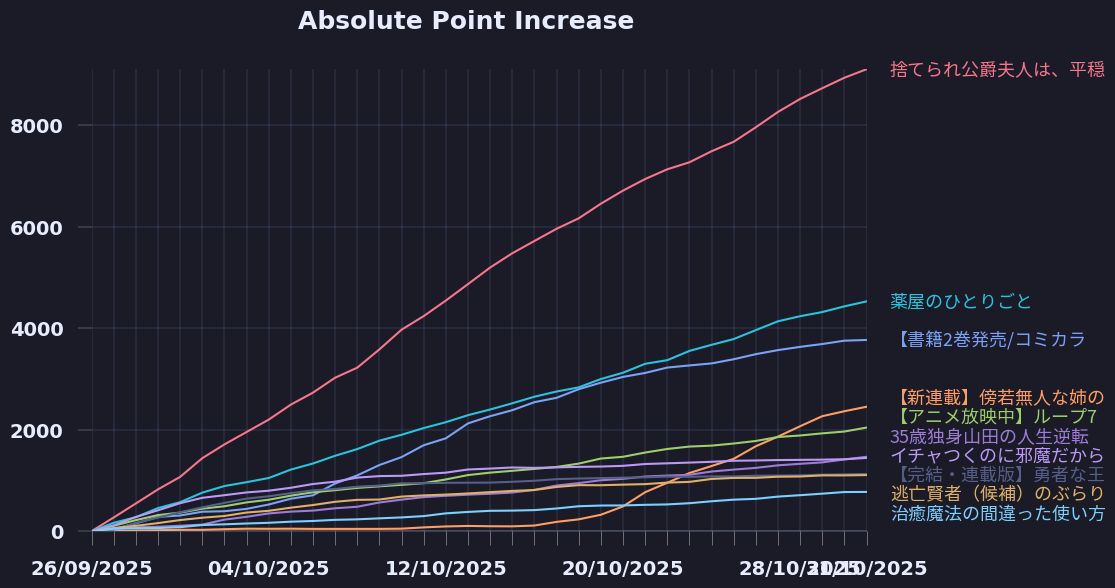 Absolute Point Increase
捨てられ公爵夫人は、平穏
8000
6000
薬屋のひとりごと
4000
【書籍2巻発売/コミカラ
【新連載】傍若無人な姉の
【アニメ放映中】ループ7
2000
35歳独身山田の人生逆転
イチャつくのに邪魔だから
【完結・連載版】勇者な王
逃亡賢者（候補）のぶらり
治癒魔法の間違った使い方
0
26/09/2025
04/10/2025
12/10/2025
20/10/2025
28/10/2025
31/10/2025